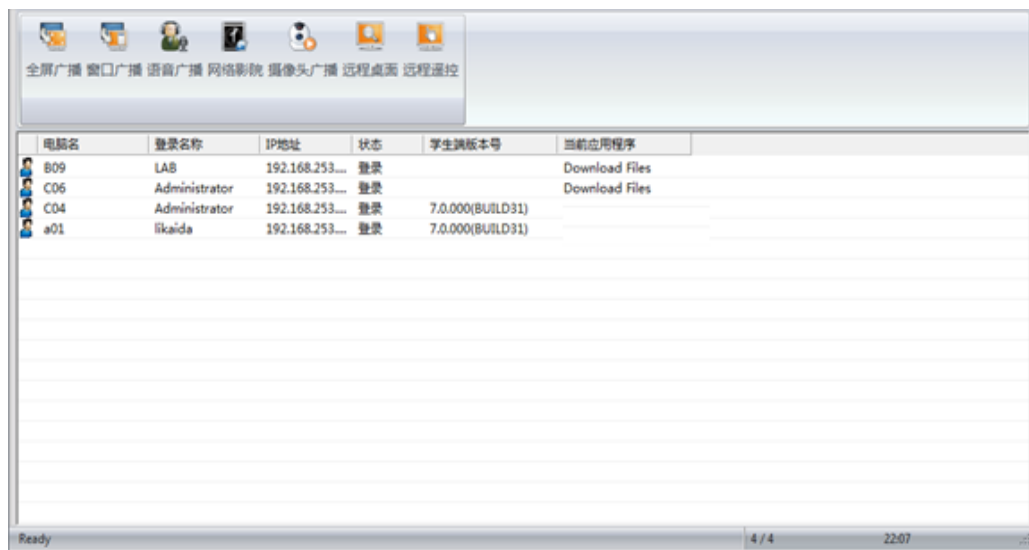 全屏广播 窗口广播 语音广播 网络影院 摄像头广播 远程桌面 远程遥控
电脑名 登录名称 IP地址 状态 学生端版本号 当前应用程序
B09 LAB 192.168.253.... 登录 Download Files
C06 Administrator 192.168.253.... 登录 Download Files
C04 Administrator 192.168.253.... 登录 7.0.000(BUILD31)
a01 likaida 192.168.253.... 登录 7.0.000(BUILD31)
Ready 4 / 4 22:07